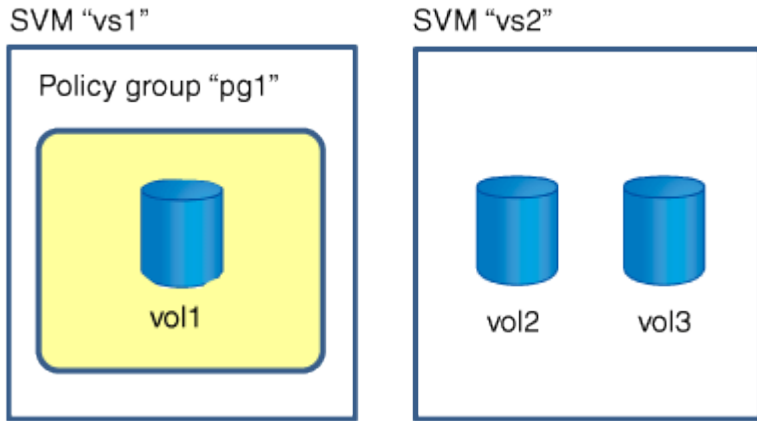 SVM “vs1”
Policy group “pg1”
vol1
SVM “vs2”
vol2
vol3